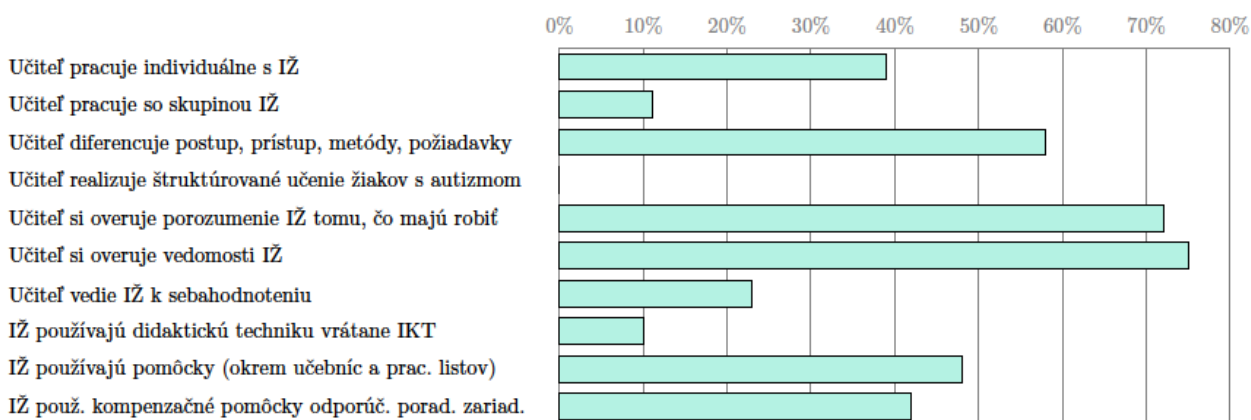 0% 10% 20% 30% 40% 50% 60% 70% 80%
Učiteľ pracuje individuálne s IŽ
Učiteľ pracuje so skupinou IŽ
Učiteľ diferencuje postup, prístup, metódy, požiadavky
Učiteľ realizuje štruktúrované učenie žiakov s autizmom
Učiteľ si overuje porozumenie IŽ tomu, čo majú robiť
Učiteľ si overuje vedomosti IŽ
Učiteľ vedie IŽ k sebahodnoteniu
IŽ používajú didaktickú techniku vrátane IKT
IŽ používajú pomôcky (okrem učebníc a prac. listov)
IŽ použ. kompenzačné pomôcky odporúč. porad. zariad.